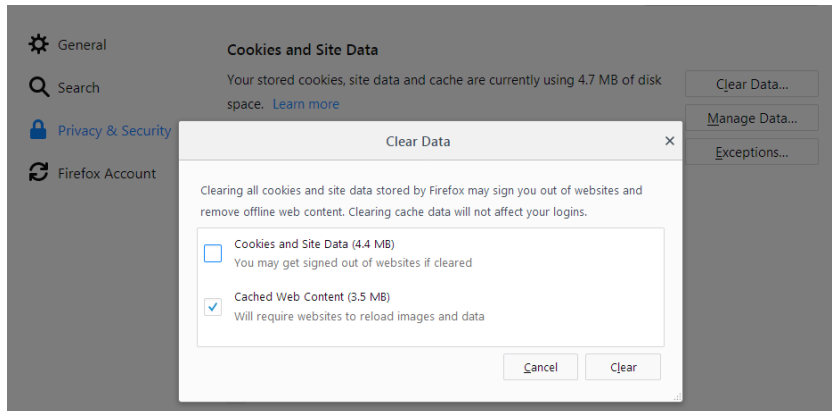 General
Search
Privacy & Security
Firefox Account
Cookies and Site Data
Your stored cookies, site data and cache are currently using 4.7 MB of disk
space. Learn more
Clear Data...
Manage Data...
Exceptions...
Clear Data
Clearing all cookies and site data stored by Firefox may sign you out of websites and
remove offline web content. Clearing cache data will not affect your logins.
Cookies and Site Data (4.4 MB)
You may get signed out of websites if cleared
Cached Web Content (3.5 MB)
Will require websites to reload images and data
Cancel
Clear